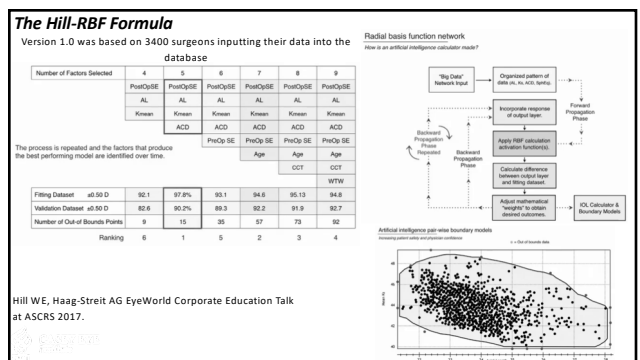 The Hill-RBF Formula
Version 1.0 was based on 3400 surgeons inputting their data into the
database
Number of Factors Selected 4 5 6 7 8 9
PostOpSE PostOpSE PostOpSE PostOpSE PostOpSE PostOpSE
AL AL AL AL AL AL
Kmean Kmean Kmean Kmean Kmean Kmean
ACD ACD ACD ACD ACD
PreOp SE PreOp SE PreOp SE PreOp SE
Age Age Age
CCT CCT
WTW
The process is repeated and the factors that produce
the best performing model are identified over time.
Fitting Dataset ±0.50 D 92.1 97.8% 93.1 94.6 95.13 94.8
Validation Dataset ±0.50 D 82.6 90.2% 89.3 92.2 91.9 92.7
Number of Out-of Bounds Points 9 15 35 57 73 92
Ranking 6 1 5 2 3 4
Hill WE, Haag-Streit AG EyeWorld Corporate Education Talk
at ASCRS 2017.
Radial basis function network
How is an artificial intelligence calculator made?
"Big Data"
Network Input
Organized pattern of
data (AL, Ks, ACD, SphEq).
Incorporate response
of output layer.
Forward
Propagation
Phase
Backward
Propagation
Phase
Repeated
Backward
Propagation
Phase
Apply RBF calculation
activation function(s).
Calculate difference
between output layer
and fitting dataset.
Adjust mathematical
"weights" to obtain
desired outcomes.
IOL Calculator &
Boundary Models
Artificial intelligence pair-wise boundary models
Increasing patient safety and physician confidence
= Out of bounds data